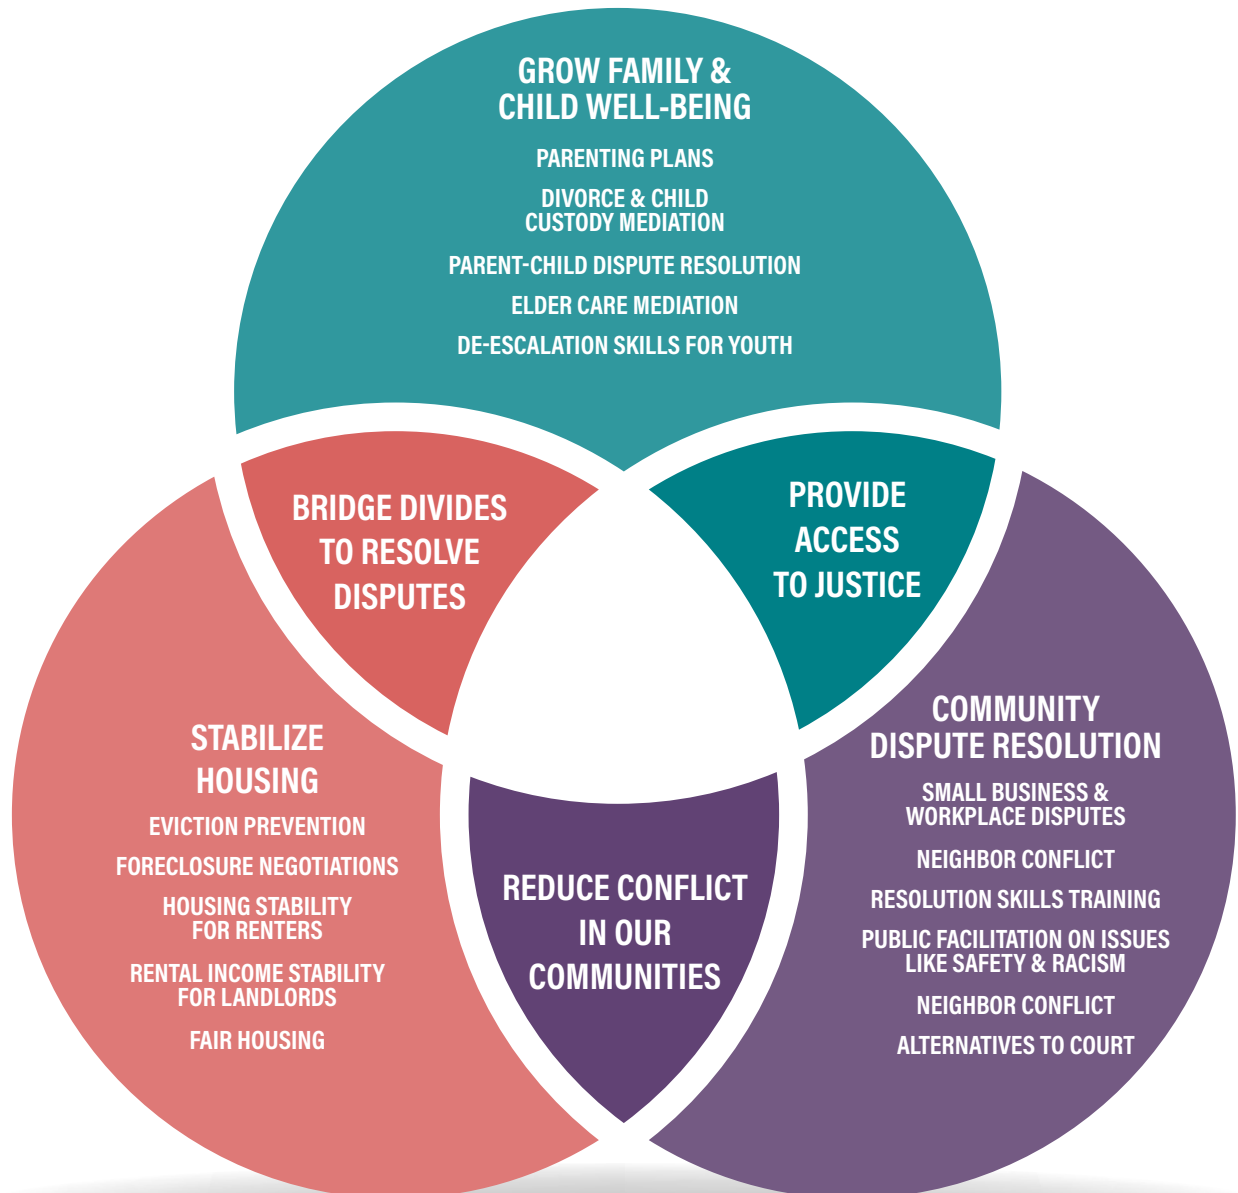 GROW FAMILY &
CHILD WELL-BEING
PARENTING PLANS
DIVORCE & CHILD
CUSTODY MEDIATION
PARENT-CHILD DISPUTE RESOLUTION
ELDER CARE MEDIATION
DE-ESCALATION SKILLS FOR YOUTH
BRIDGE DIVIDES
TO RESOLVE
DISPUTES
PROVIDE
ACCESS
TO JUSTICE
STABILIZE
HOUSING
EVICTION PREVENTION
FORECLOSURE NEGOTIATIONS
HOUSING STABILITY
FOR RENTERS
RENTAL INCOME STABILITY
FOR LANDLORDS
FAIR HOUSING
REDUCE CONFLICT
IN OUR
COMMUNITIES
COMMUNITY
DISPUTE RESOLUTION
SMALL BUSINESS &
WORKPLACE DISPUTES
NEIGHBOR CONFLICT
RESOLUTION SKILLS TRAINING
PUBLIC FACILITATION ON ISSUES
LIKE SAFETY & RACISM
NEIGHBOR CONFLICT
ALTERNATIVES TO COURT